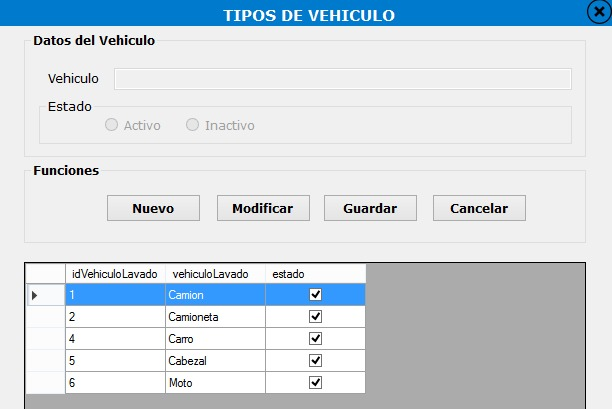 TIPOS DE VEHICULO
Datos del Vehiculo
Vehiculo
Estado
Activo Inactivo
Funciones
Nuevo Modificar Guardar Cancelar
idVehiculoLavado vehiculoLavado estado
1 Camion
2 Camioneta
4 Carro
5 Cabezal
6 Moto